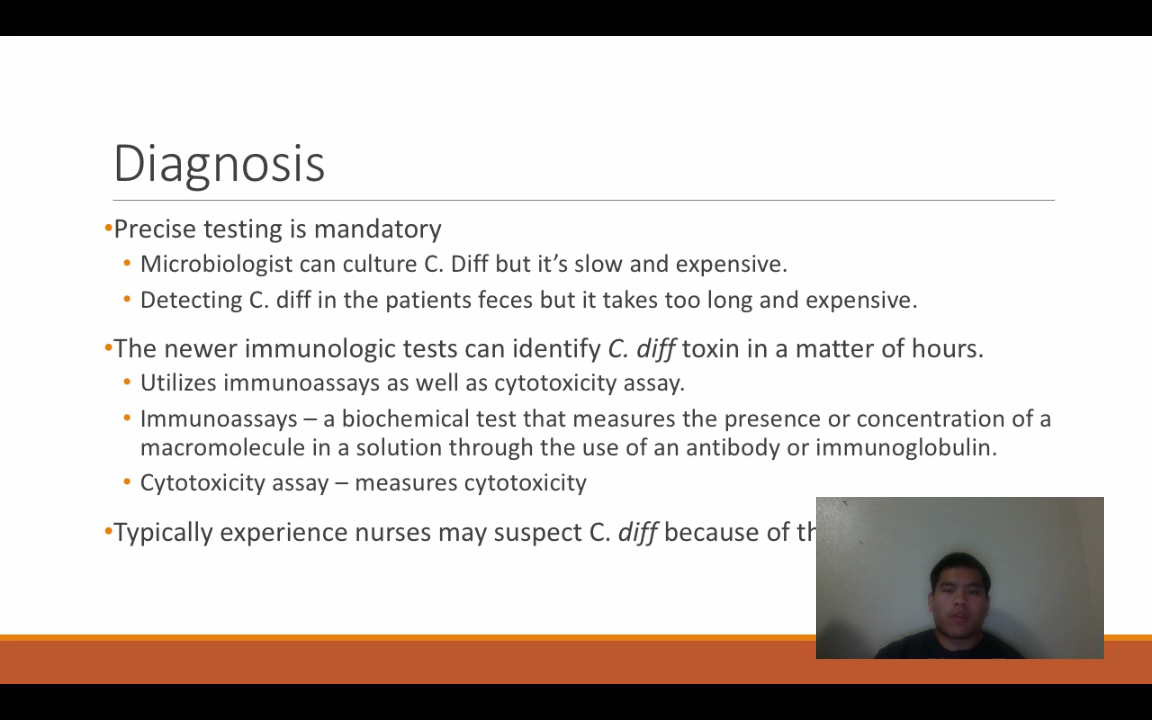 Diagnosis
•Precise testing is mandatory
• Microbiologist can culture C. Diff but it’s slow and expensive.
• Detecting C. diff in the patients feces but it takes too long and expensive.
•The newer immunologic tests can identify C. diff toxin in a matter of hours.
• Utilizes immunoassays as well as cytotoxicity assay.
• Immunoassays – a biochemical test that measures the presence or concentration of a
macromolecule in a solution through the use of an antibody or immunoglobulin.
• Cytotoxicity assay – measures cytotoxicity
•Typically experience nurses may suspect C. diff because of